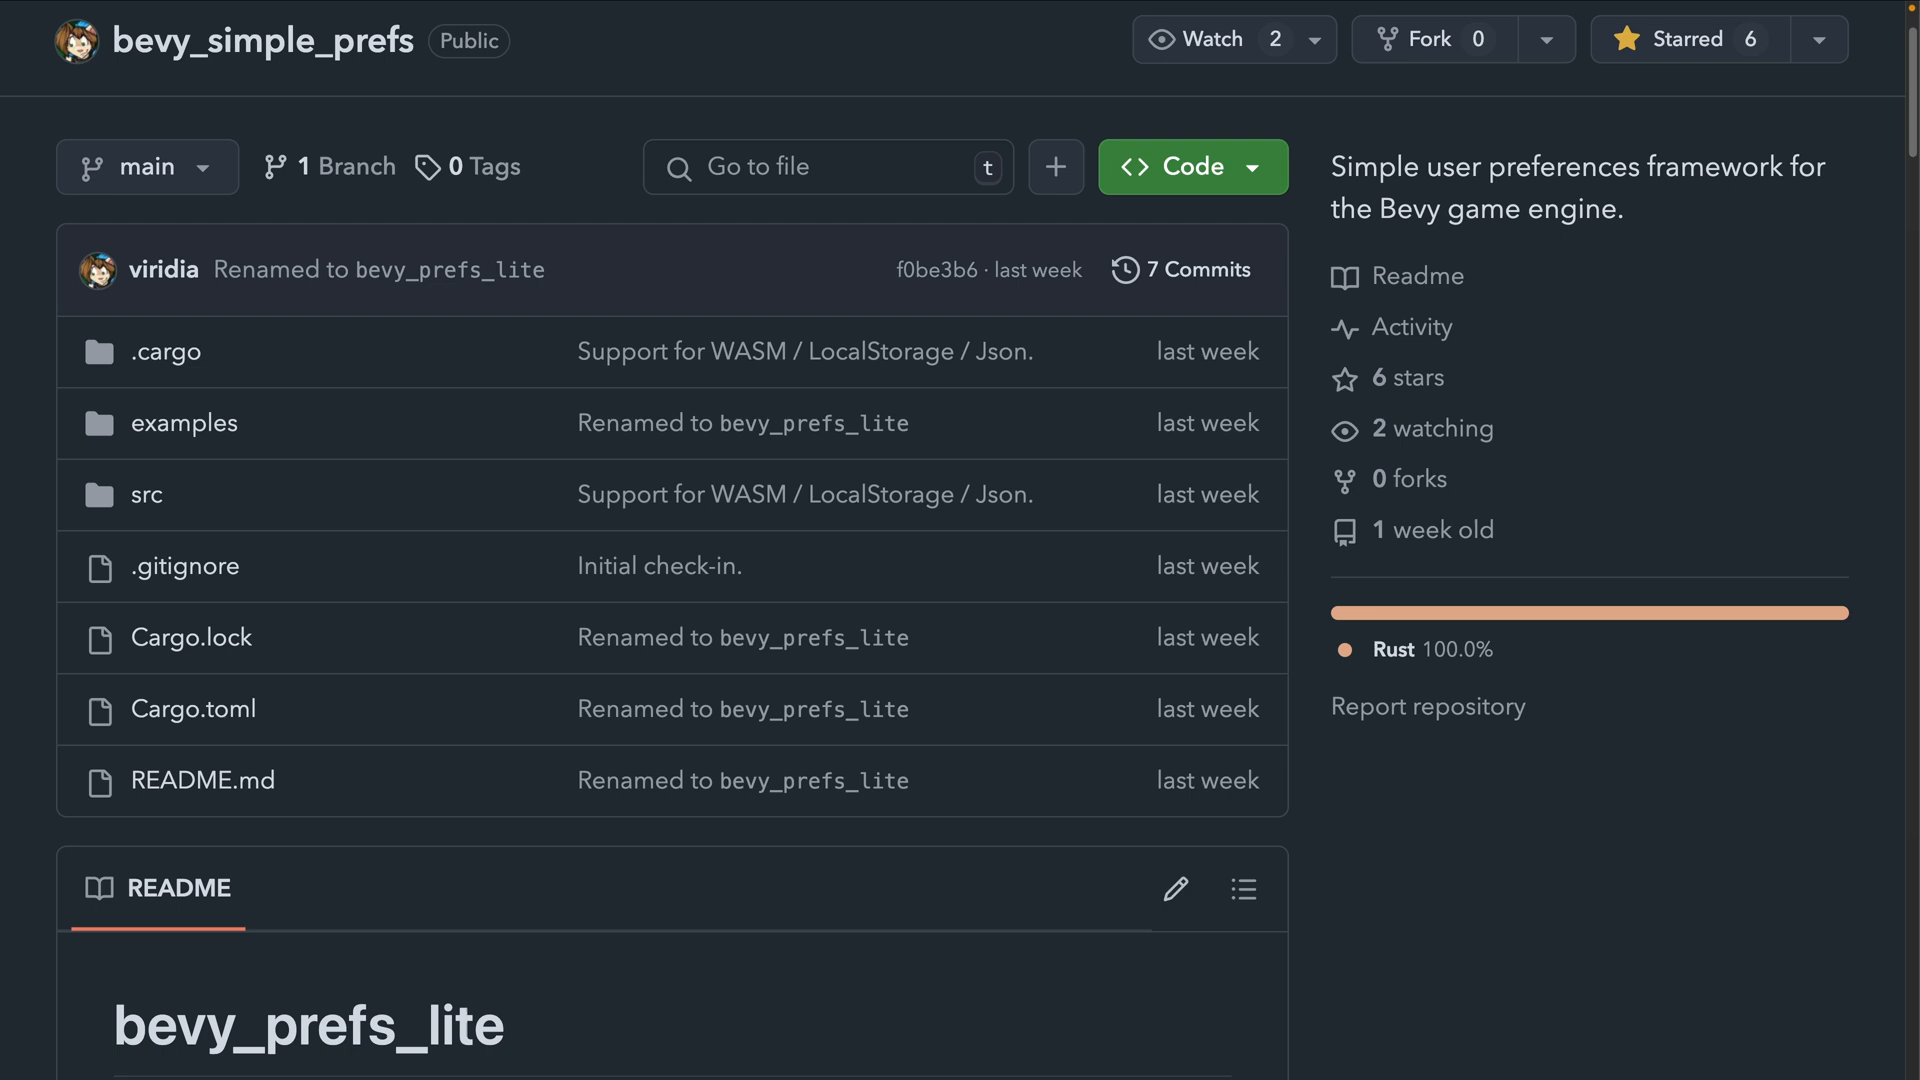 bevy_simple_prefs Public Watch 2 Fork 0 Starred 6
main 1 Branch 0 Tags Go to file t Code
viridia Renamed to bevy_prefs_lite f0be3b6 · last week 7 Commits
.cargo Support for WASM / LocalStorage / Json. last week
examples Renamed to bevy_prefs_lite last week
src Support for WASM / LocalStorage / Json. last week
.gitignore Initial check-in. last week
Cargo.lock Renamed to bevy_prefs_lite last week
Cargo.toml Renamed to bevy_prefs_lite last week
README.md Renamed to bevy_prefs_lite last week
README
bevy_prefs_lite
Simple user preferences framework for
the Bevy game engine.
Readme
Activity
6 stars
2 watching
0 forks
1 week old
Rust 100.0%
Report repository